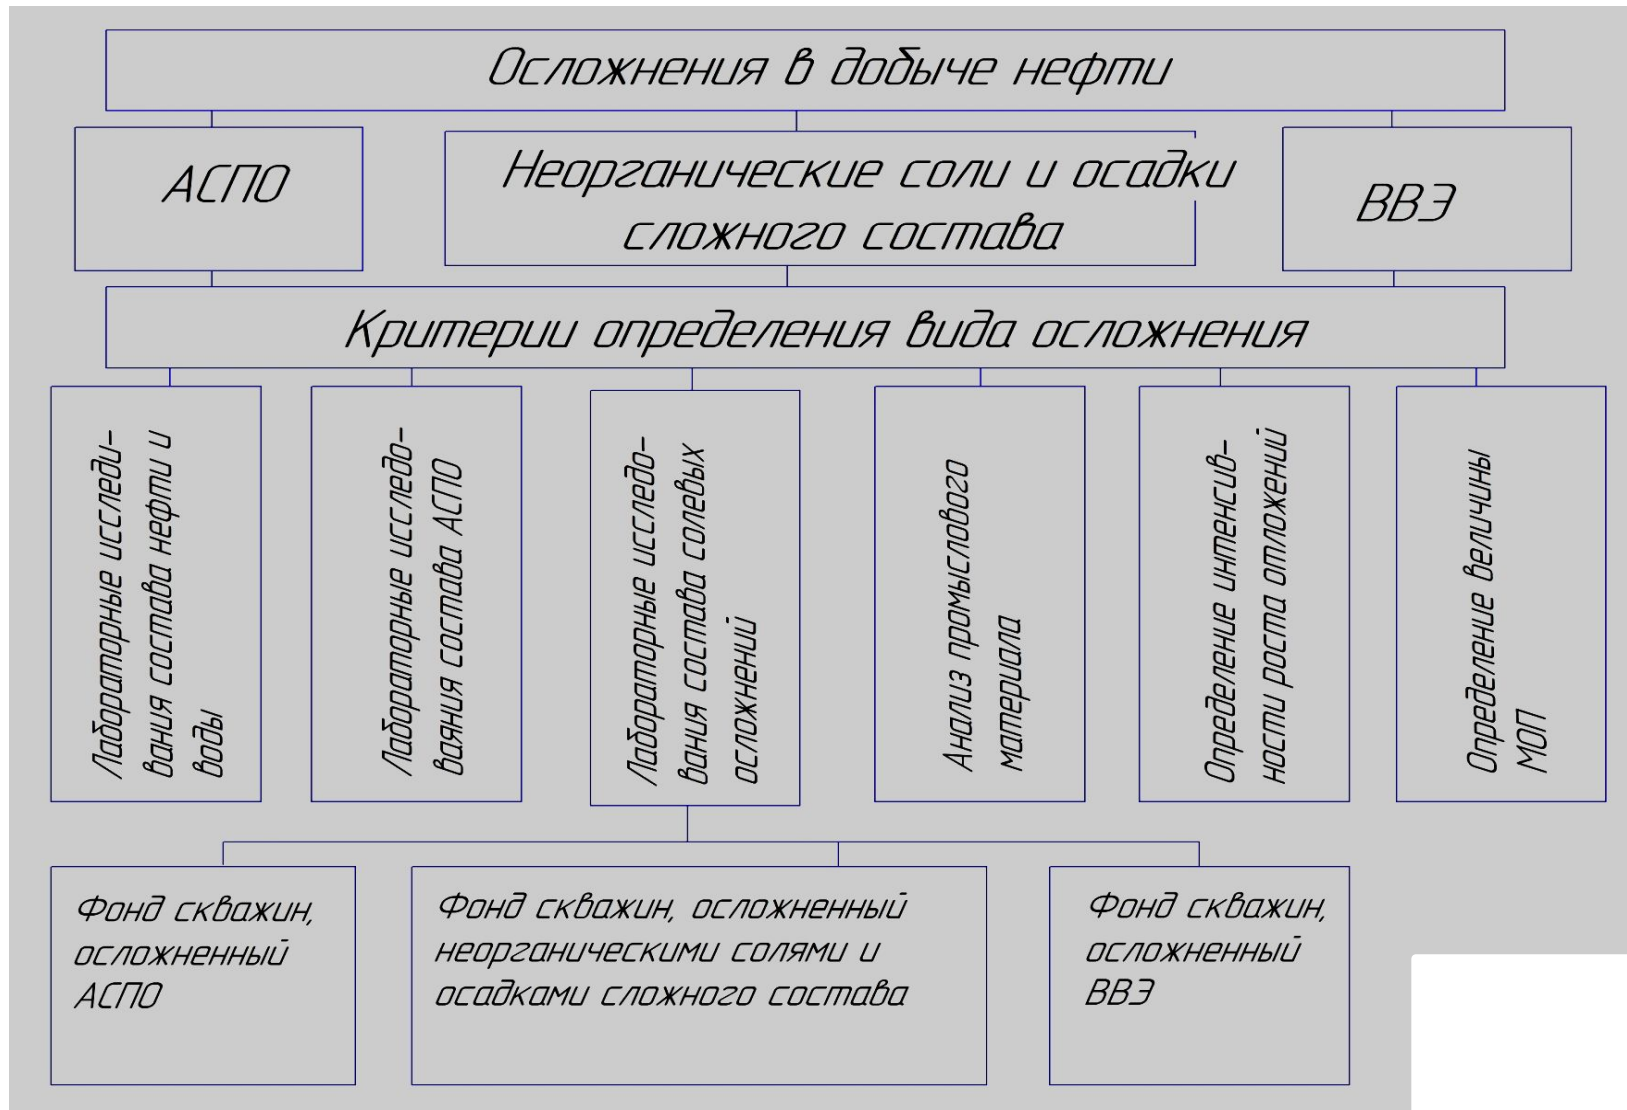 Осложнения в добыче нефти
АСПО
Неорганические соли и осадки
сложного состава
ВВЭ
Критерии определения вида осложнения
Лабораторные исследи-
вания состава нефти и
воды
Лабораторные исследо-
ваяния состава АСПО
Лабораторные исследо-
вания состава солевых
осложнений
Анализ промыслового
материала
Определение интенсив-
ности роста отложений
Определение величины
МОП
Фонд скважин,
осложненный
АСПО
Фонд скважин, осложненный
неорганическими солями и
осадками сложного состава
Фонд скважин,
осложненный
ВВЭ